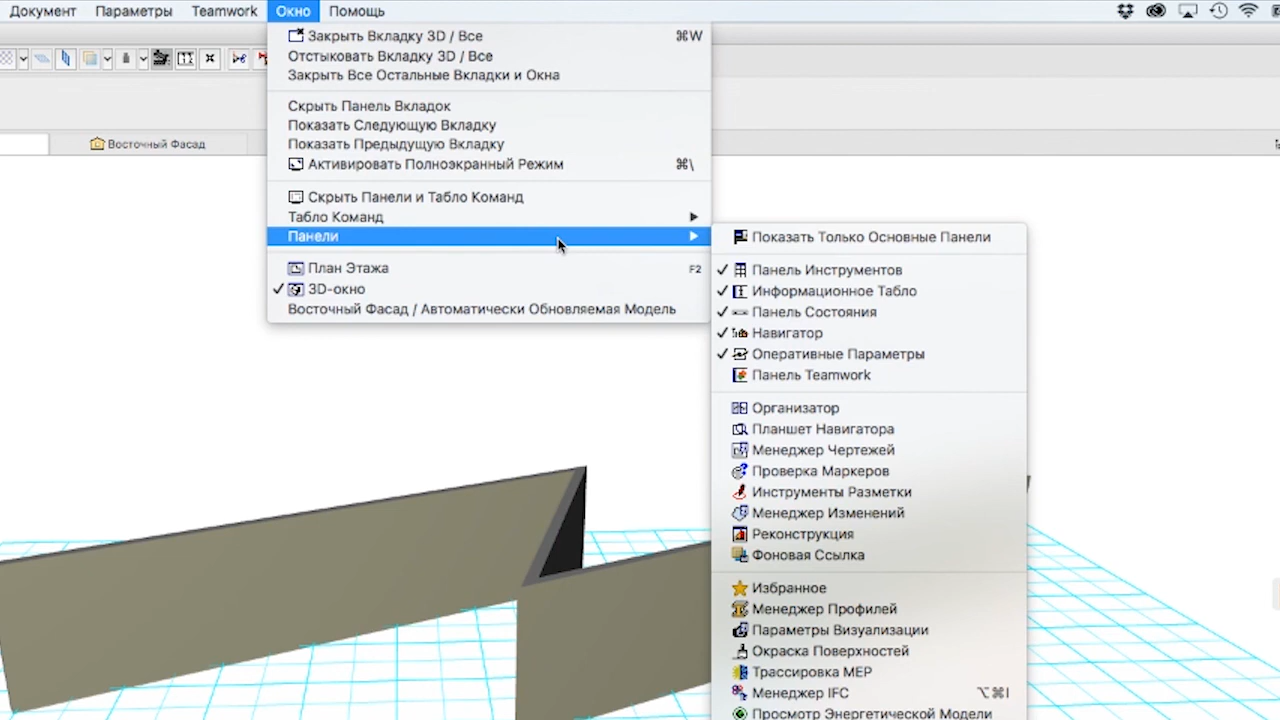 Документ Параметры Teamwork Окно Помощь
Закрыть Вкладку 3D / Все ⌘W
Отстыковать Вкладку 3D / Все
Закрыть Все Остальные Вкладки и Окна
Скрыть Панель Вкладок
Показать Следующую Вкладку
Показать Предыдущую Вкладку
Активировать Полноэкранный Режим ⌘\
Скрыть Панели и Табло Команд
Табло Команд
Панели
План Этажа F2
3D-окно
Восточный Фасад / Автоматически Обновляемая Модель
Восточный Фасад
Показать Только Основные Панели
Панель Инструментов
Информационное Табло
Панель Состояния
Навигатор
Оперативные Параметры
Панель Teamwork
Организатор
Планшет Навигатора
Менеджер Чертежей
Проверка Маркеров
Инструменты Разметки
Менеджер Изменений
Реконструкция
Фоновая Ссылка
Избранное
Менеджер Профилей
Параметры Визуализации
Окраска Поверхностей
Трассировка MEP
Менеджер IFC ⌥⌘I
Просмотр Энергетической Модели